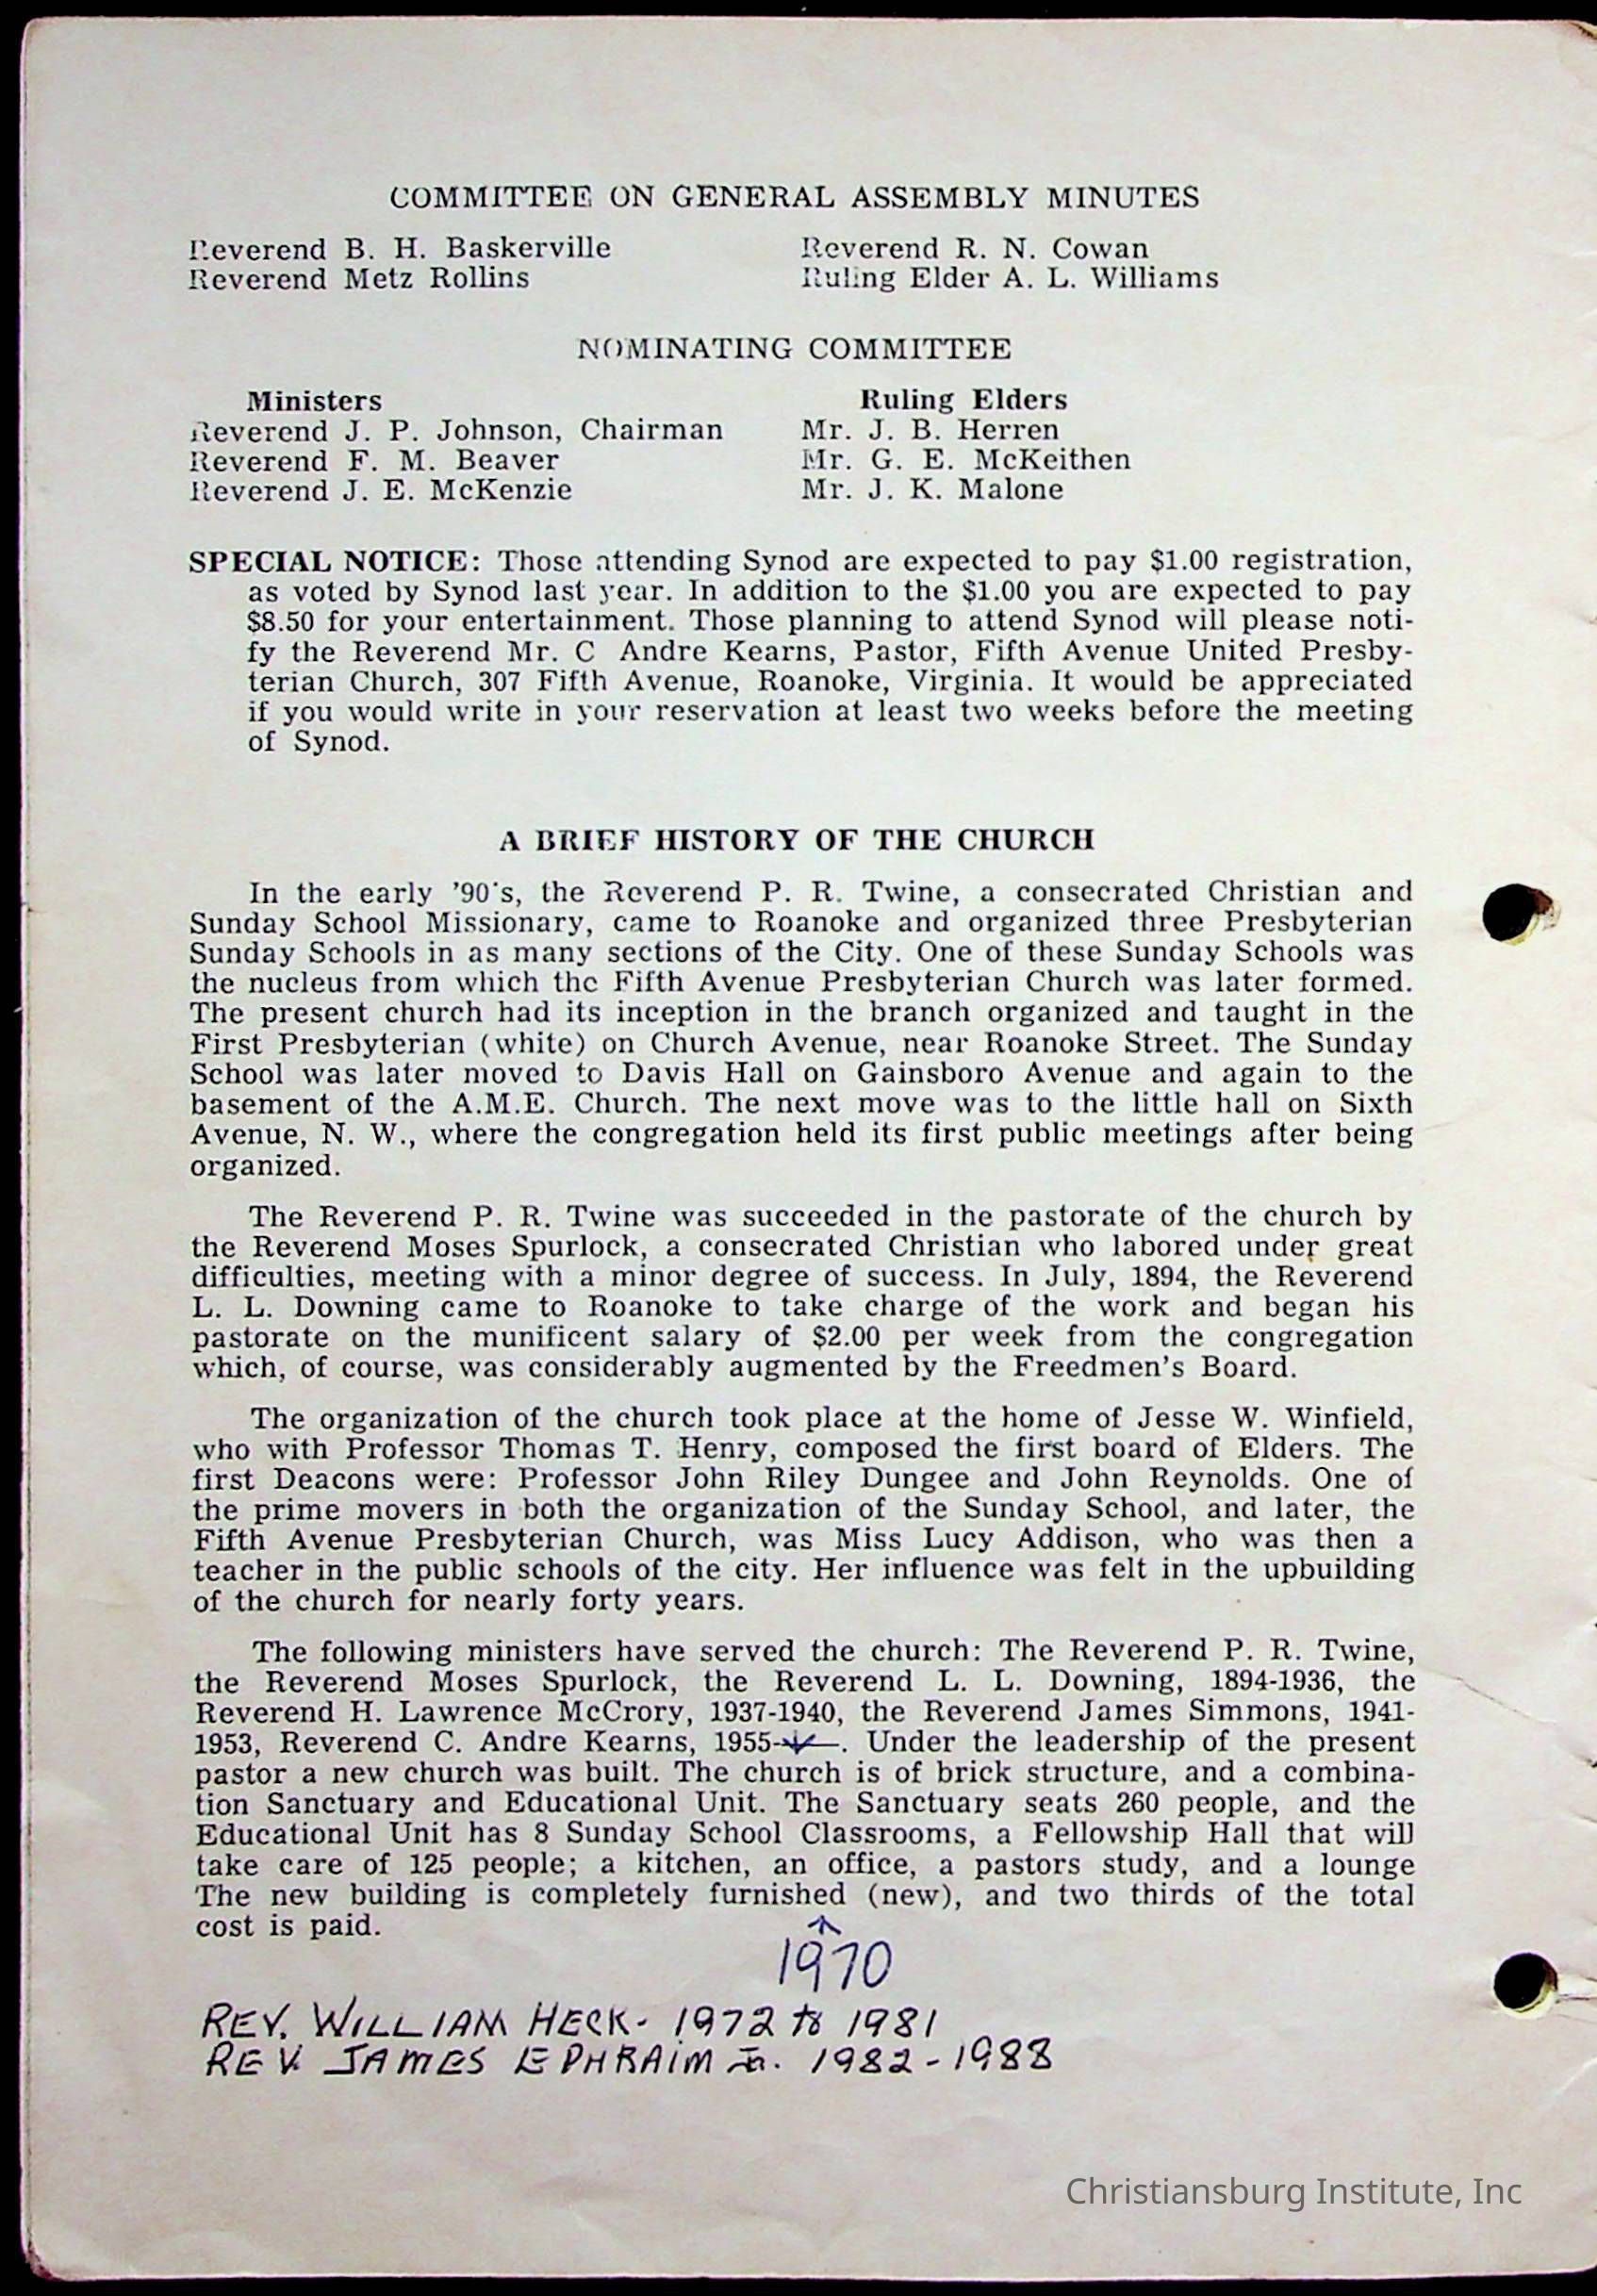 COMMITTEE ON GENERAL ASSEMBLY MINUTES
Reverend B. H. Baskerville Reverend R. N. Cowan
Reverend Metz Rollins Ruling Elder A. L. Williams
NOMINATING COMMITTEE
Ministers Ruling Elders
Reverend J. P. Johnson, Chairman Mr. J. B. Herren
Reverend F. M. Beaver Mr. G. E. McKeithen
Reverend J. E. McKenzie Mr. J. K. Malone
SPECIAL NOTICE: Those attending Synod are expected to pay $1.00 registration,
as voted by Synod last year. In addition to the $1.00 you are expected to pay
$8.50 for your entertainment. Those planning to attend Synod will please noti-
fy the Reverend Mr. C Andre Kearns, Pastor, Fifth Avenue United Presby-
terian Church, 307 Fifth Avenue, Roanoke, Virginia. It would be appreciated
if you would write in your reservation at least two weeks before the meeting
of Synod.
A BRIEF HISTORY OF THE CHURCH
In the early '90's, the Reverend P. R. Twine, a consecrated Christian and
Sunday School Missionary, came to Roanoke and organized three Presbyterian
Sunday Schools in as many sections of the City. One of these Sunday Schools was
the nucleus from which the Fifth Avenue Presbyterian Church was later formed.
The present church had its inception in the branch organized and taught in the
First Presbyterian (white) on Church Avenue, near Roanoke Street. The Sunday
School was later moved to Davis Hall on Gainsboro Avenue and again to the
basement of the A.M.E. Church. The next move was to the little hall on Sixth
Avenue, N. W., where the congregation held its first public meetings after being
organized.
The Reverend P. R. Twine was succeeded in the pastorate of the church by
the Reverend Moses Spurlock, a consecrated Christian who labored under great
difficulties, meeting with a minor degree of success. In July, 1894, the Reverend
L. L. Downing came to Roanoke to take charge of the work and began his
pastorate on the munificent salary of $2.00 per week from the congregation
which, of course, was considerably augmented by the Freedmen's Board.
The organization of the church took place at the home of Jesse W. Winfield,
who with Professor Thomas T. Henry, composed the first board of Elders. The
first Deacons were: Professor John Riley Dungee and John Reynolds. One of
the prime movers in both the organization of the Sunday School, and later, the
Fifth Avenue Presbyterian Church, was Miss Lucy Addison, who was then a
teacher in the public schools of the city. Her influence was felt in the upbuilding
of the church for nearly forty years.
The following ministers have served the church: The Reverend P. R. Twine,
the Reverend Moses Spurlock, the Reverend L. L. Downing, 1894-1936, the
Reverend H. Lawrence McCrory, 1937-1940, the Reverend James Simmons, 1941-
1953, Reverend C. Andre Kearns, 1955-—. Under the leadership of the present
pastor a new church was built. The church is of brick structure, and a combina-
tion Sanctuary and Educational Unit. The Sanctuary seats 260 people, and the
Educational Unit has 8 Sunday School Classrooms, a Fellowship Hall that will
take care of 125 people; a kitchen, an office, a pastors study, and a lounge
The new building is completely furnished (new), and two thirds of the total
cost is paid.
1970
REV. WILLIAM HECK - 1972 to 1981
REV. JAMES EPHRAIM Jr. 1982-1988
Christiansburg Institute, Inc